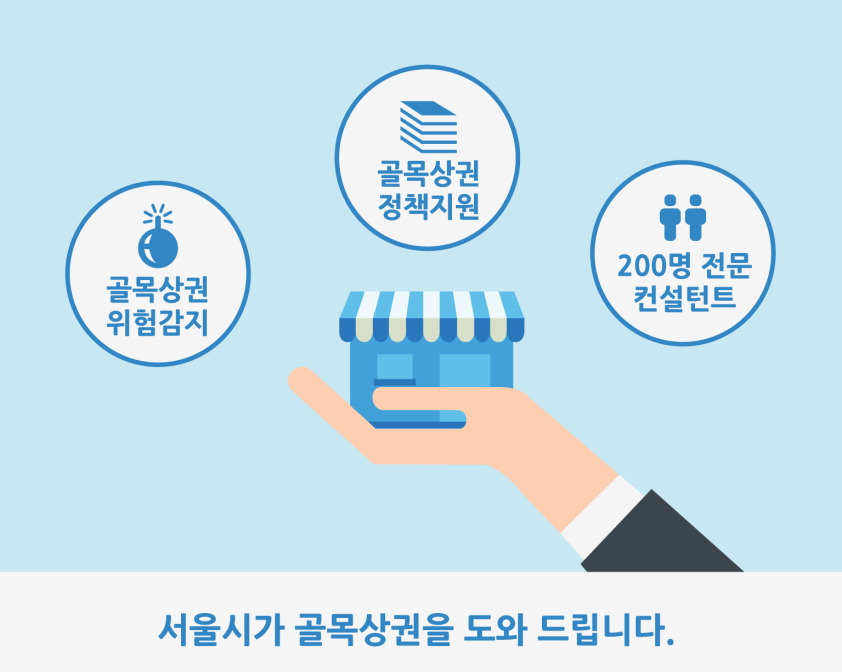 골목상권
정책지원
골목상권
위험감지
200명 전문
컨설턴트
서울시가 골목상권을 도와 드립니다.